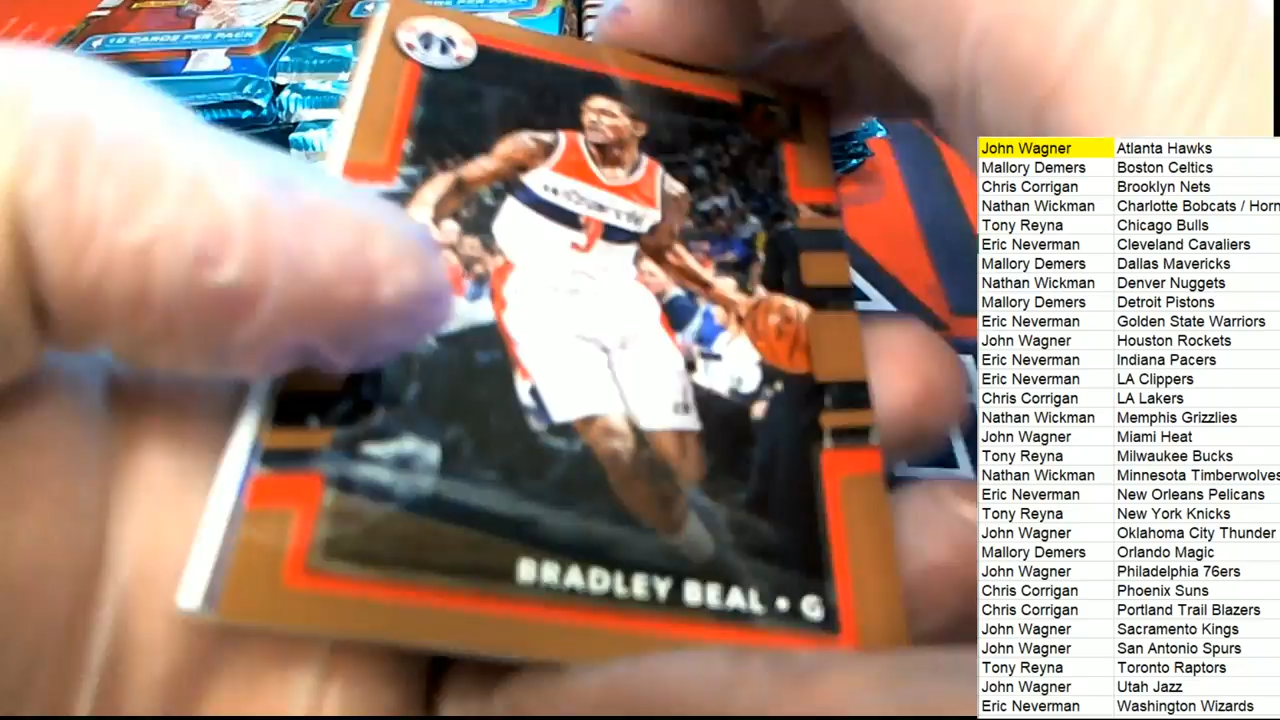 10 CARDS PER PACK
CARDS PER PACK
BRADLEY BEAL • G
John Wagner Atlanta Hawks
Mallory Demers Boston Celtics
Chris Corrigan Brooklyn Nets
Nathan Wickman Charlotte Bobcats / Horn
Tony Reyna Chicago Bulls
Eric Neverman Cleveland Cavaliers
Mallory Demers Dallas Mavericks
Nathan Wickman Denver Nuggets
Mallory Demers Detroit Pistons
Eric Neverman Golden State Warriors
John Wagner Houston Rockets
Eric Neverman Indiana Pacers
Eric Neverman LA Clippers
Chris Corrigan LA Lakers
Nathan Wickman Memphis Grizzlies
John Wagner Miami Heat
Tony Reyna Milwaukee Bucks
Nathan Wickman Minnesota Timberwolves
Eric Neverman New Orleans Pelicans
Tony Reyna New York Knicks
John Wagner Oklahoma City Thunder
Mallory Demers Orlando Magic
John Wagner Philadelphia 76ers
Chris Corrigan Phoenix Suns
Chris Corrigan Portland Trail Blazers
John Wagner Sacramento Kings
John Wagner San Antonio Spurs
Tony Reyna Toronto Raptors
John Wagner Utah Jazz
Eric Neverman Washington Wizards